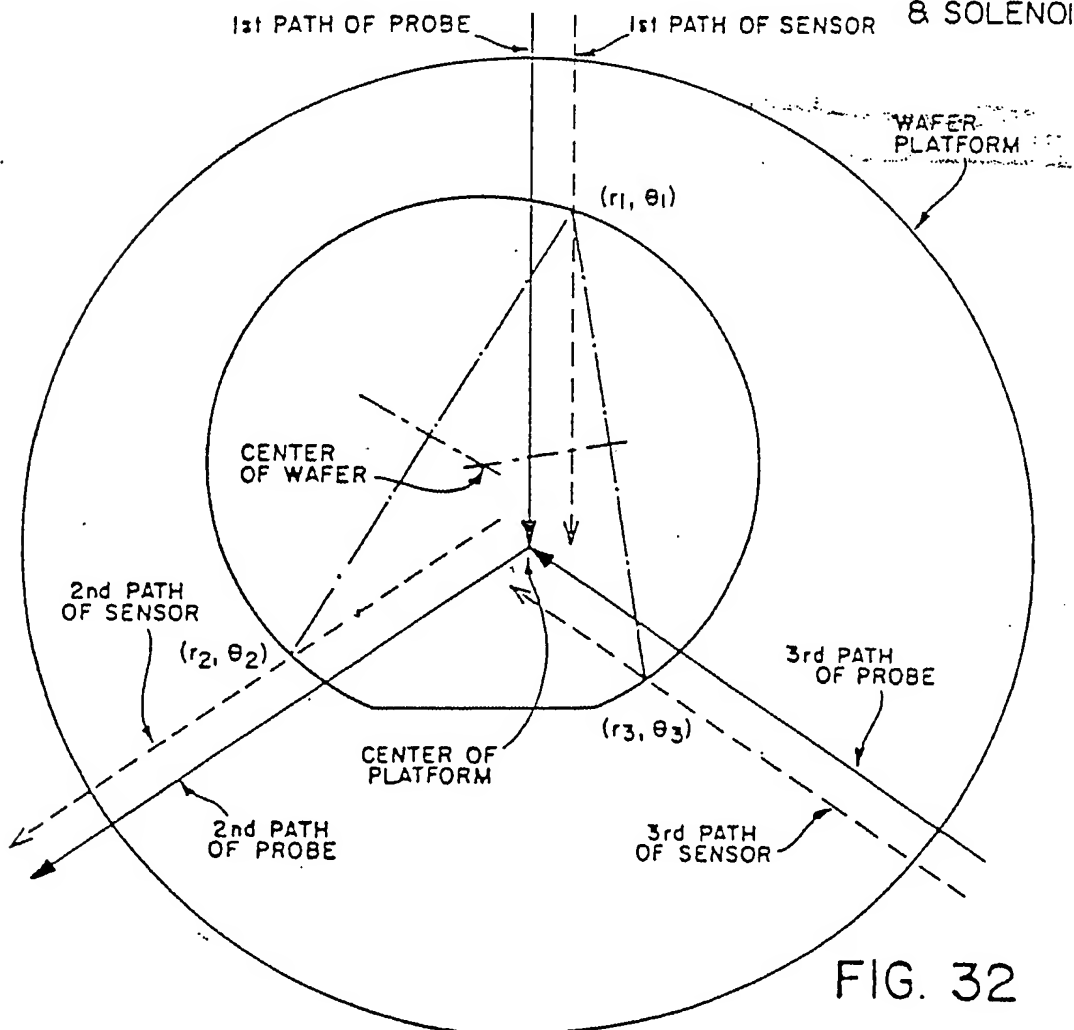 1st PATH OF PROBE
1st PATH OF SENSOR
& SOLENOI
WAFER
PLATFORM
(r1, θ1)
CENTER
OF WAFER
2nd PATH
OF SENSOR
(r2, θ2)
3rd PATH
OF PROBE
(r3, θ3)
CENTER OF
PLATFORM
2nd PATH
OF PROBE
3rd PATH
OF SENSOR
FIG. 32